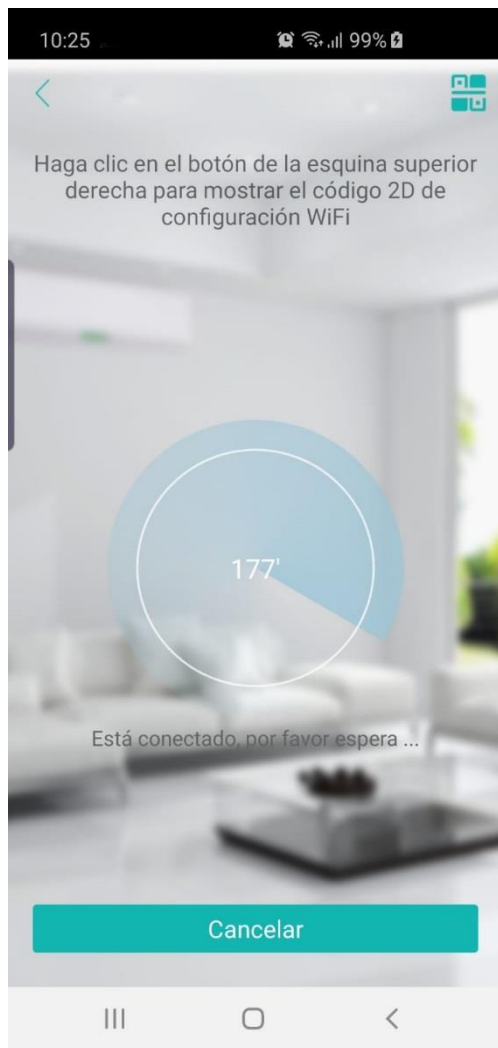 10:25 99%
Haga clic en el botón de la esquina superior
derecha para mostrar el código 2D de
configuración WiFi
177'
Está conectado, por favor espera ...
Cancelar